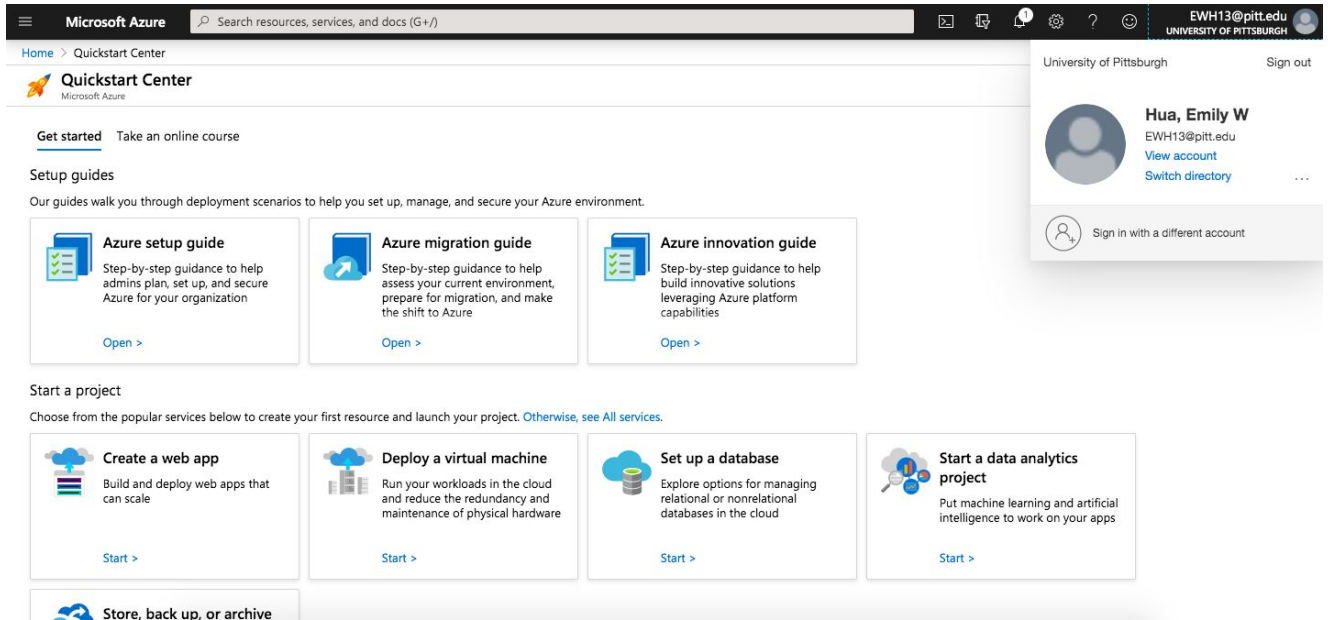 Microsoft Azure
Search resources, services, and docs (G+/)
1
EWH13@pitt.edu
UNIVERSITY OF PITTSBURGH
Home > Quickstart Center
University of Pittsburgh
Sign out
Quickstart Center
Microsoft Azure
Hua, Emily W
EWH13@pitt.edu
View account
Switch directory
...
Sign in with a different account
Get started
Take an online course
Setup guides
Our guides walk you through deployment scenarios to help you set up, manage, and secure your Azure environment.
Azure setup guide
Step-by-step guidance to help
admins plan, set up, and secure
Azure for your organization
Open >
Azure migration guide
Step-by-step guidance to help
assess your current environment,
prepare for migration, and make
the shift to Azure
Open >
Azure innovation guide
Step-by-step guidance to help
build innovative solutions
leveraging Azure platform
capabilities
Open >
Start a project
Choose from the popular services below to create your first resource and launch your project. Otherwise, see All services.
Create a web app
Build and deploy web apps that
can scale
Start >
Deploy a virtual machine
Run your workloads in the cloud
and reduce the redundancy and
maintenance of physical hardware
Start >
Set up a database
Explore options for managing
relational or nonrelational
databases in the cloud
Start >
Start a data analytics
project
Put machine learning and artificial
intelligence to work on your apps
Start >
Store, back up, or archive